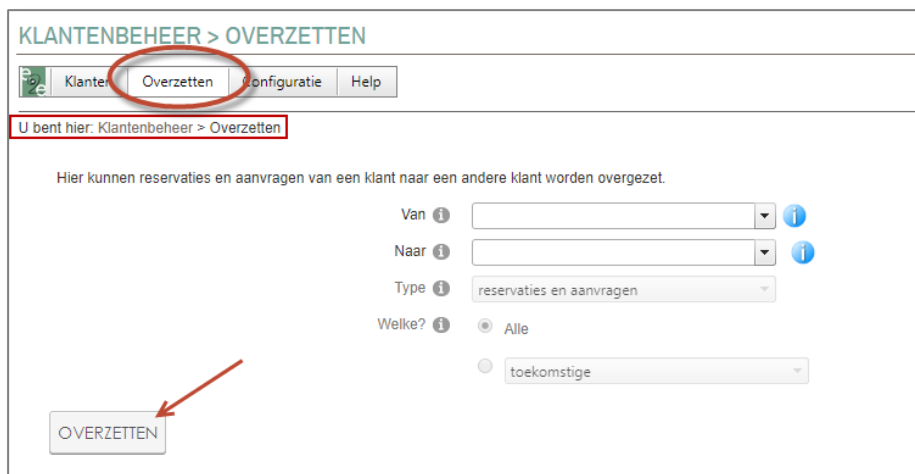 KLANTENBEHEER > OVERZETTEN
e2e Klanten Overzetten Configuratie Help
U bent hier: Klantenbeheer > Overzetten
Hier kunnen reservaties en aanvragen van een klant naar een andere klant worden overgezet.
Van
Naar
Type reservaties en aanvragen
Welke? Alle
toekomstige
OVERZETTEN